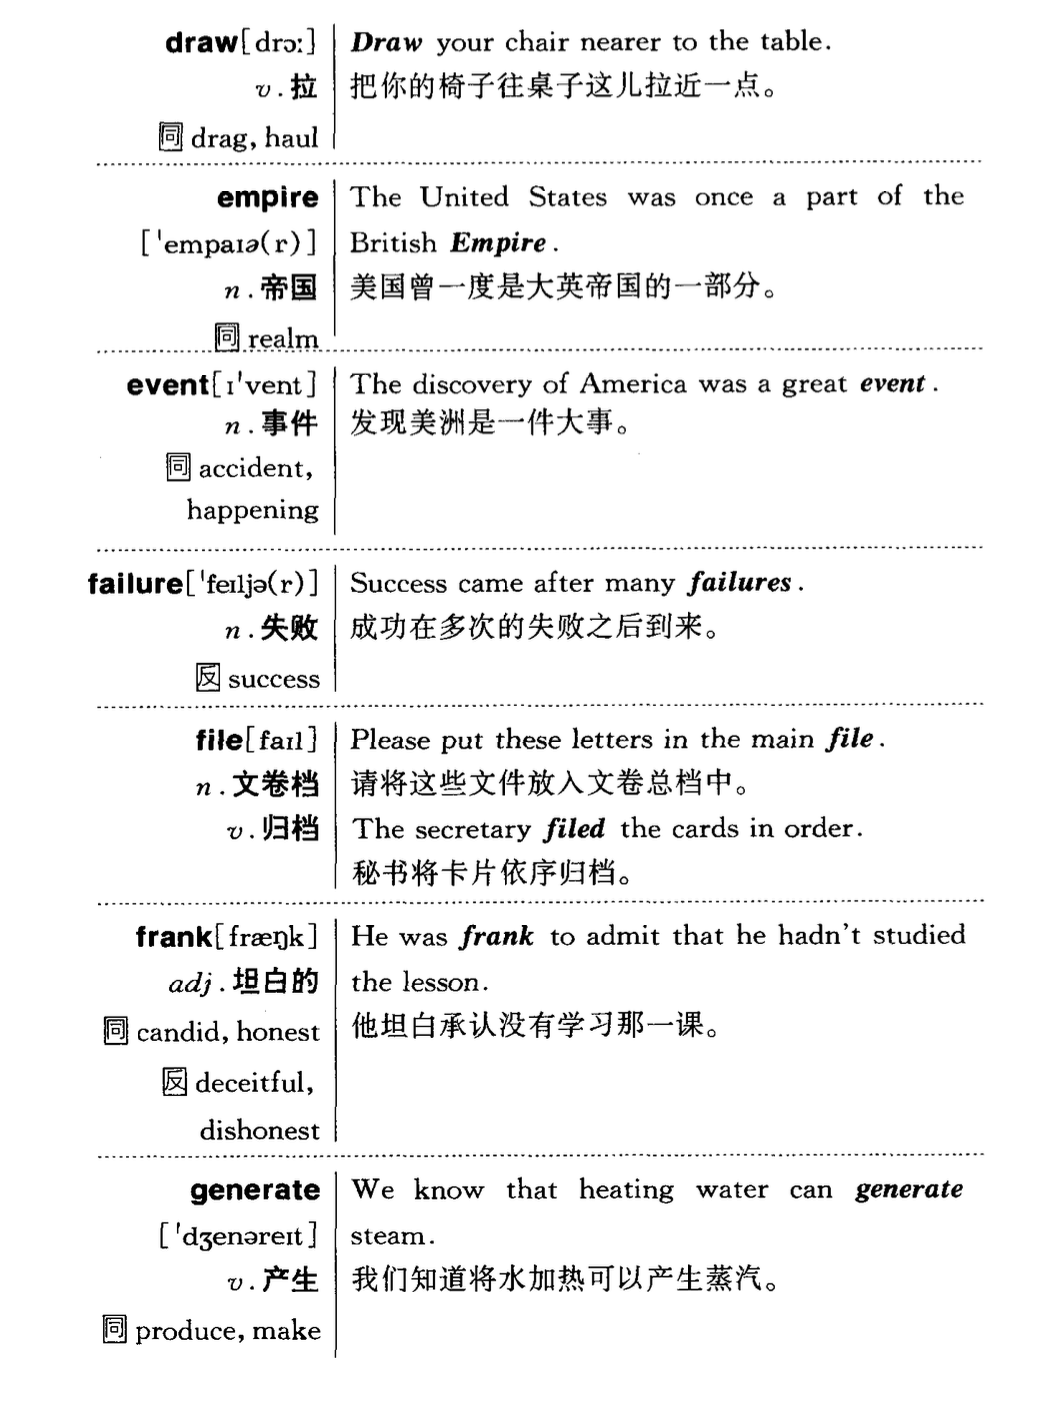 draw[drɔː]
v.拉
同 drag, haul
Draw your chair nearer to the table.
把你的椅子往桌子这儿拉近一点。
empire
[ˈempaɪə(r)]
n.帝国
同 realm
The United States was once a part of the
British Empire.
美国曾一度是大英帝国的一部分。
event[ɪˈvent]
n.事件
同 accident,
happening
The discovery of America was a great event.
发现美洲是一件大事。
failure[ˈfeɪljə(r)]
n.失败
反 success
Success came after many failures.
成功在多次的失败之后到来。
file[faɪl]
n.文卷档
v.归档
Please put these letters in the main file.
请将这些文件放入文卷总档中。
The secretary filed the cards in order.
秘书将卡片依序归档。
frank[fræŋk]
adj.坦白的
同 candid, honest
反 deceitful,
dishonest
He was frank to admit that he hadn't studied
the lesson.
他坦白承认没有学习那一课。
generate
[ˈdʒenəreɪt]
v.产生
同 produce, make
We know that heating water can generate
steam.
我们知道将水加热可以产生蒸汽。